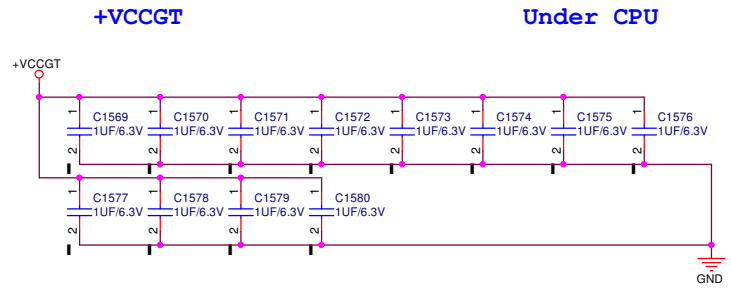 +VCCGT Under CPU
+VCCGT
1 1 1 1 1 1 1 1
C1569 C1570 C1571 C1572 C1573 C1574 C1575 C1576
1UF/6.3V 1UF/6.3V 1UF/6.3V 1UF/6.3V 1UF/6.3V 1UF/6.3V 1UF/6.3V 1UF/6.3V
2 2 2 2 2 2 2 2
1 1 1 1
C1577 C1578 C1579 C1580
1UF/6.3V 1UF/6.3V 1UF/6.3V 1UF/6.3V
2 2 2 2
GND